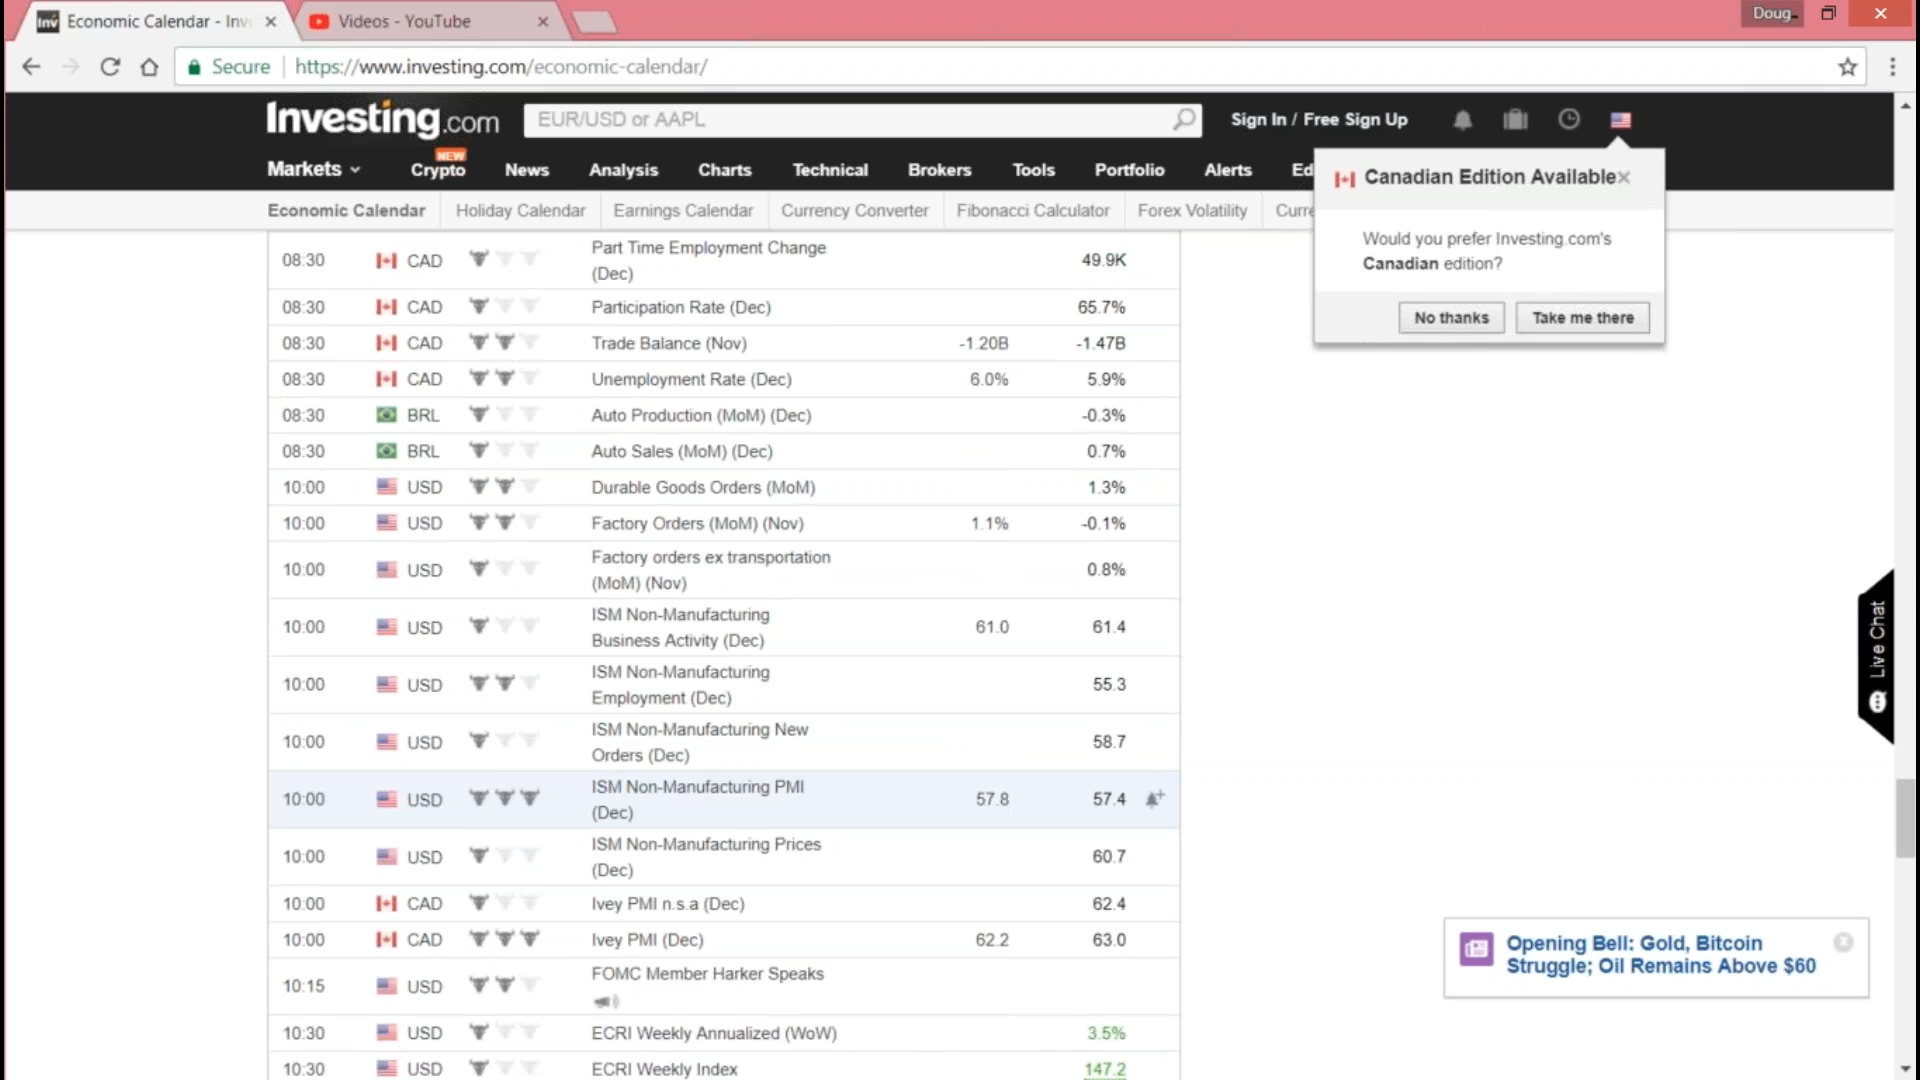 Economic Calendar - Inv
Videos - YouTube
Doug
Secure
https://www.investing.com/economic-calendar/
Investing.com
EUR/USD or AAPL
Sign In / Free Sign Up
Markets
NEW
Crypto
News
Analysis
Charts
Technical
Brokers
Tools
Portfolio
Alerts
Ed
Economic Calendar
Holiday Calendar
Earnings Calendar
Currency Converter
Fibonacci Calculator
Forex Volatility
Curre
Canadian Edition Available
Would you prefer Investing.com's
Canadian edition?
No thanks
Take me there
08:30 CAD Part Time Employment Change 49.9K
(Dec)
08:30 CAD Participation Rate (Dec) 65.7%
08:30 CAD Trade Balance (Nov) -1.20B -1.47B
08:30 CAD Unemployment Rate (Dec) 6.0% 5.9%
08:30 BRL Auto Production (MoM) (Dec) -0.3%
08:30 BRL Auto Sales (MoM) (Dec) 0.7%
10:00 USD Durable Goods Orders (MoM) 1.3%
10:00 USD Factory Orders (MoM) (Nov) 1.1% -0.1%
10:00 USD Factory orders ex transportation 0.8%
(MoM) (Nov)
10:00 USD ISM Non-Manufacturing 61.0 61.4
Business Activity (Dec)
10:00 USD ISM Non-Manufacturing 55.3
Employment (Dec)
10:00 USD ISM Non-Manufacturing New 58.7
Orders (Dec)
10:00 USD ISM Non-Manufacturing PMI 57.8 57.4
(Dec)
10:00 USD ISM Non-Manufacturing Prices 60.7
(Dec)
10:00 CAD Ivey PMI n.s.a (Dec) 62.4
10:00 CAD Ivey PMI (Dec) 62.2 63.0
10:15 USD FOMC Member Harker Speaks
10:30 USD ECRI Weekly Annualized (WoW) 3.5%
10:30 USD ECRI Weekly Index 147.2
Live Chat
Opening Bell: Gold, Bitcoin
Struggle; Oil Remains Above $60